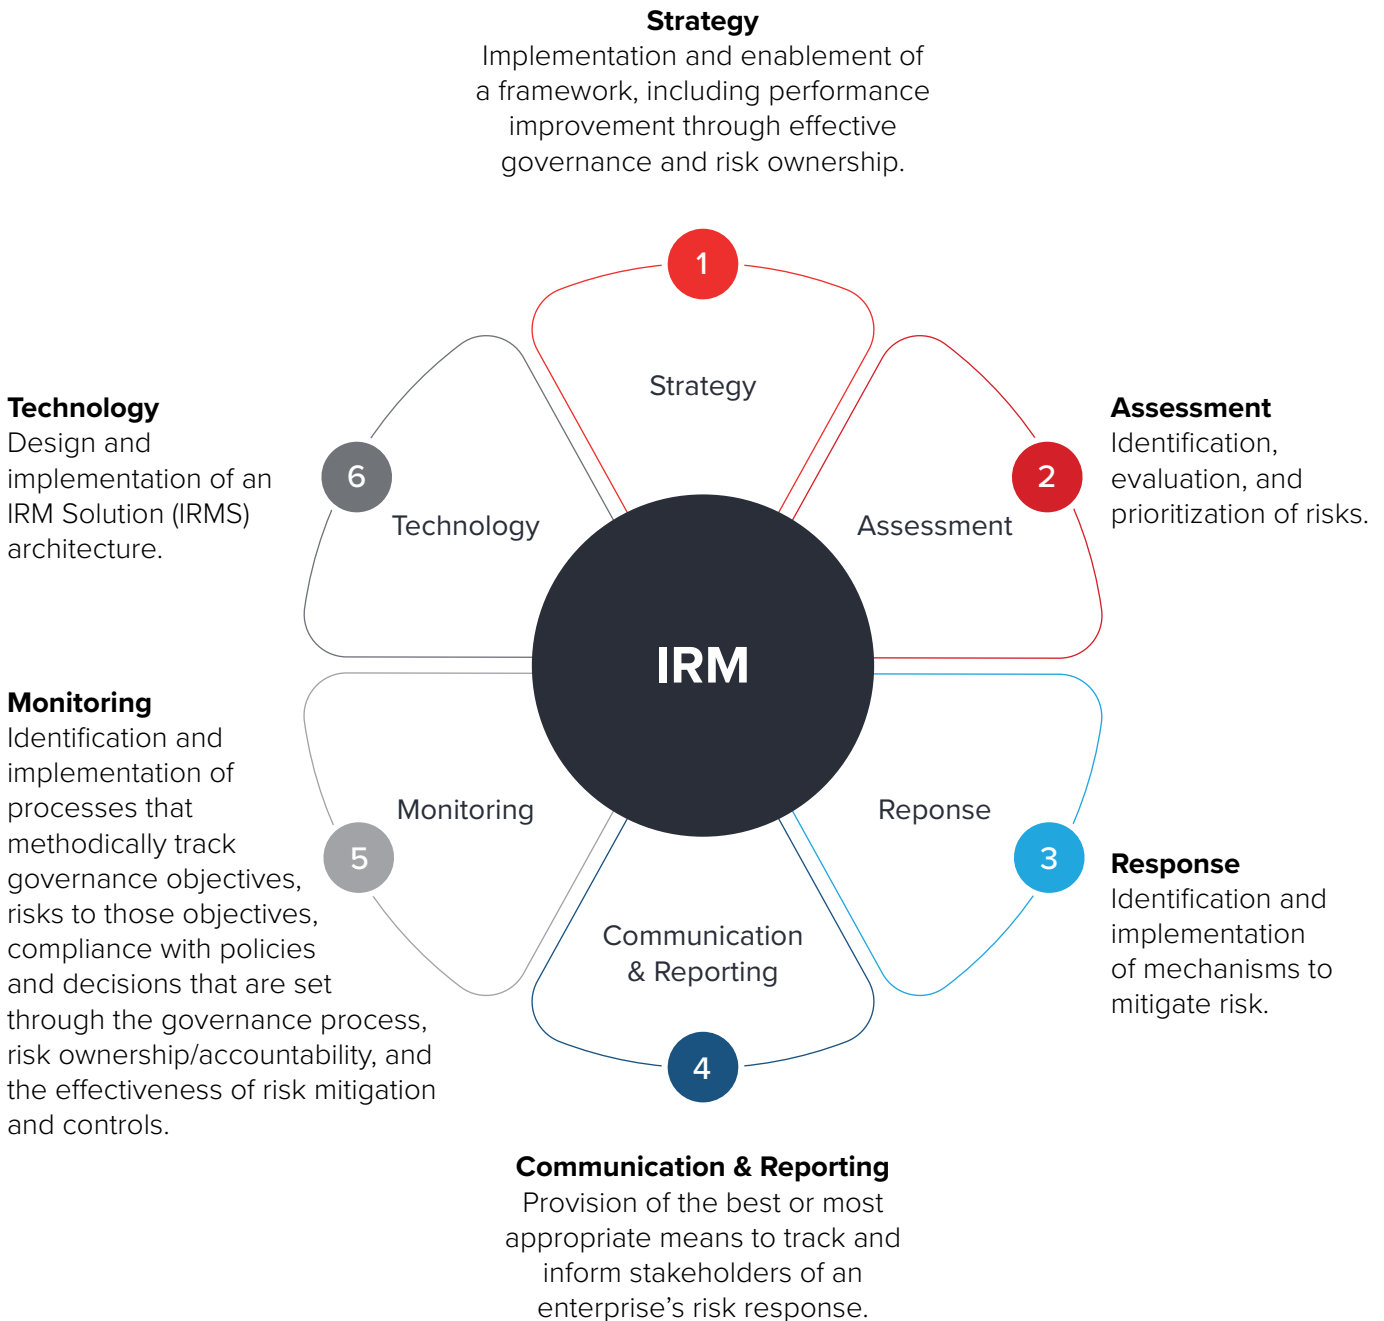 Strategy
Implementation and enablement of
a framework, including performance
improvement through effective
governance and risk ownership.
1
Strategy
Technology
Design and
implementation of an
IRM Solution (IRMS)
architecture.
6
Technology
Assessment
2
Assessment
Identification,
evaluation, and
prioritization of risks.
IRM
Monitoring
Identification and
implementation of
processes that
methodically track
governance objectives,
risks to those objectives,
compliance with policies
and decisions that are set
through the governance process,
risk ownership/accountability, and
the effectiveness of risk mitigation
and controls.
Monitoring
5
Reponse
3
Response
Identification and
implementation
of mechanisms to
mitigate risk.
Communication
& Reporting
4
Communication & Reporting
Provision of the best or most
appropriate means to track and
inform stakeholders of an
enterprise’s risk response.